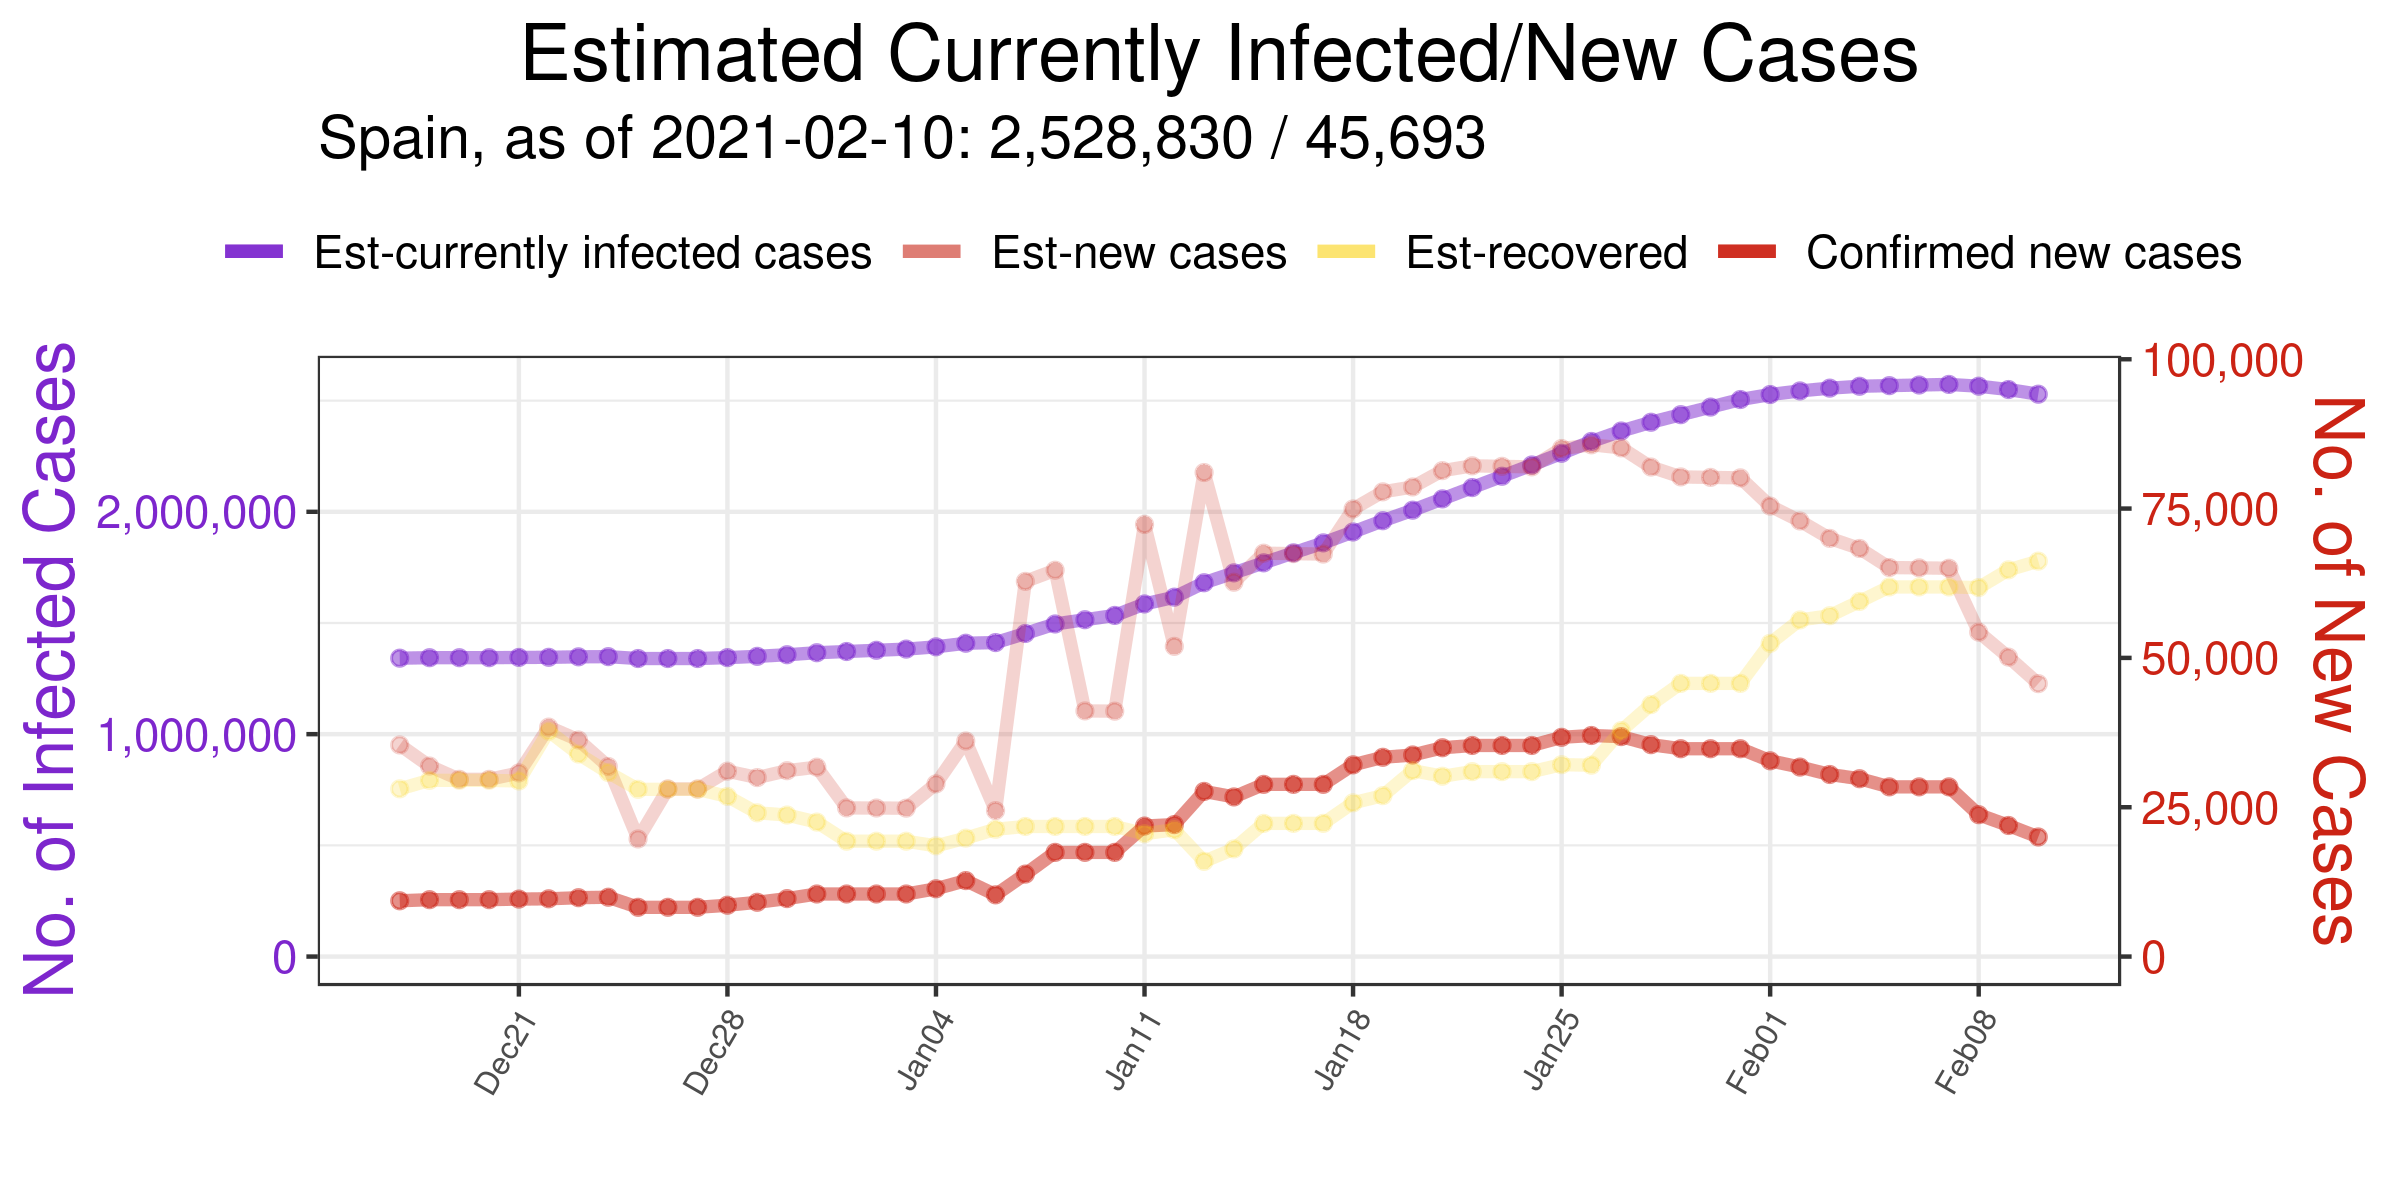 Estimated Currently Infected/New Cases
Spain, as of 2021-02-10: 2,528,830 / 45,693
Est-currently infected cases Est-new cases Est-recovered Confirmed new cases
No. of Infected Cases
2,000,000
1,000,000
0
100,000
75,000
50,000
25,000
0
No. of New Cases
Dec21 Dec28 Jan04 Jan11 Jan18 Jan25 Feb01 Feb08